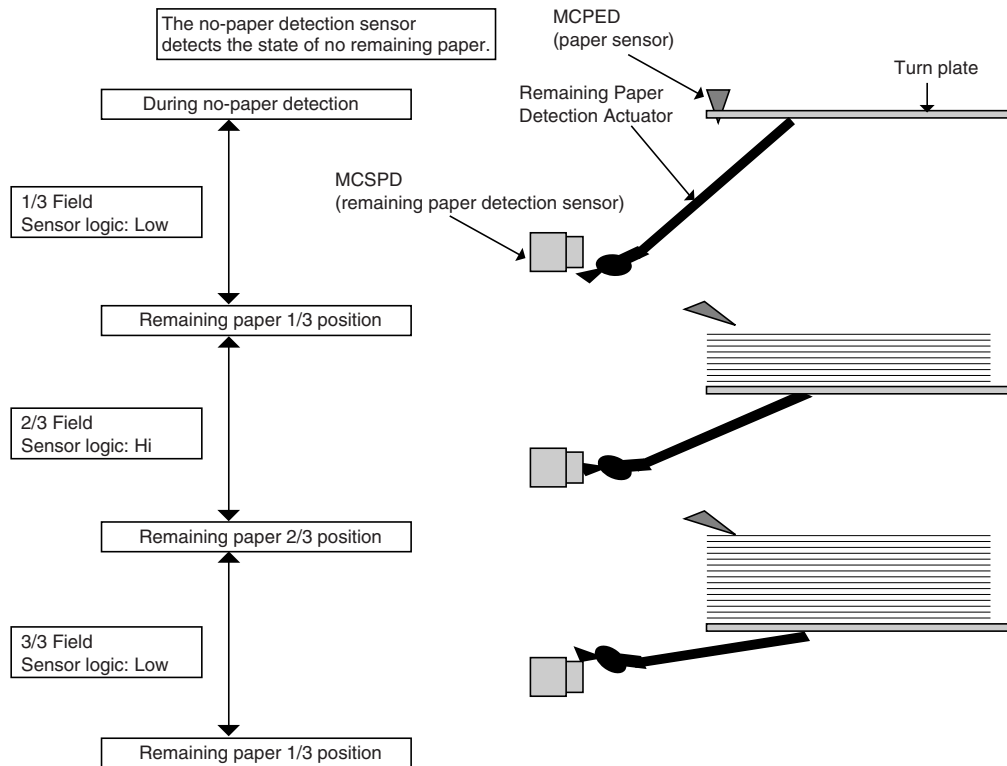 The no-paper detection sensor
detects the state of no remaining paper.
MCPED
(paper sensor)
Turn plate
During no-paper detection
Remaining Paper
Detection Actuator
1/3 Field
Sensor logic: Low
MCSPD
(remaining paper detection sensor)
Remaining paper 1/3 position
2/3 Field
Sensor logic: Hi
Remaining paper 2/3 position
3/3 Field
Sensor logic: Low
Remaining paper 1/3 position